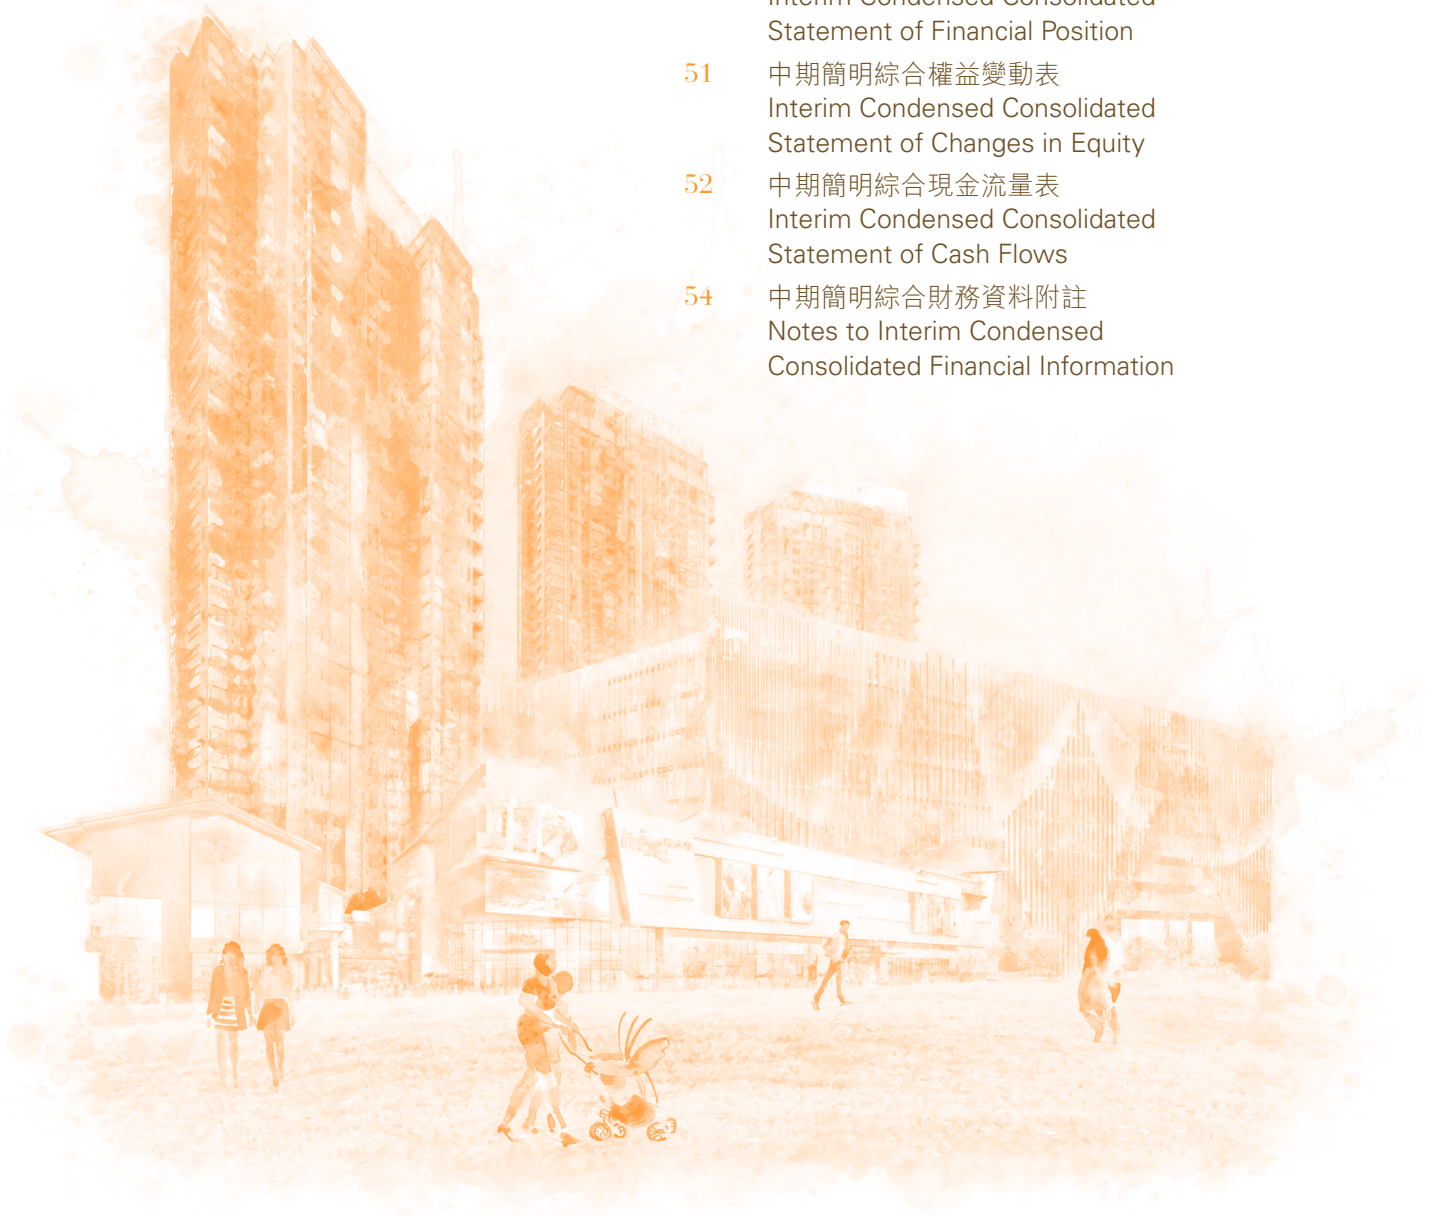 Interim Condensed Consolidated
Statement of Financial Position
51 中期簡明綜合權益變動表
Interim Condensed Consolidated
Statement of Changes in Equity
52 中期簡明綜合現金流量表
Interim Condensed Consolidated
Statement of Cash Flows
54 中期簡明綜合財務資料附註
Notes to Interim Condensed
Consolidated Financial Information